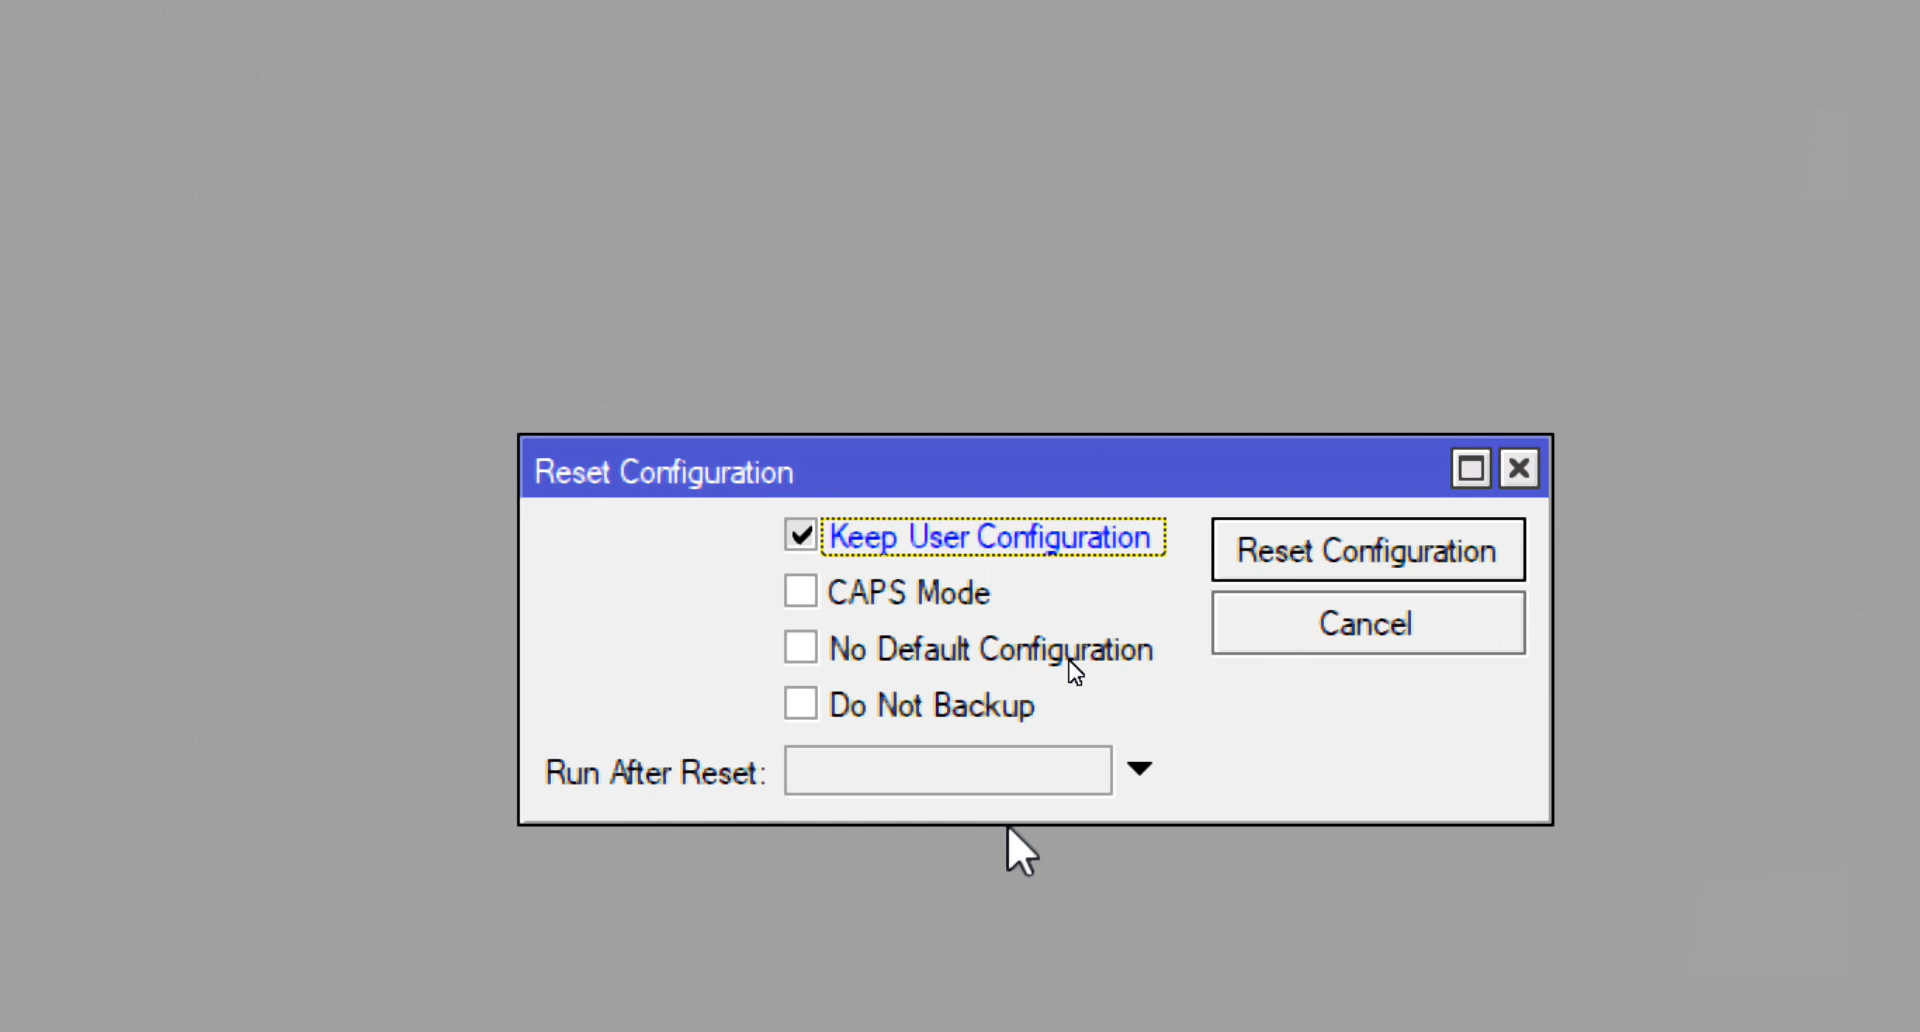 Reset Configuration
Keep User Configuration
Reset Configuration
CAPS Mode
Cancel
No Default Configuration
Do Not Backup
Run After Reset: